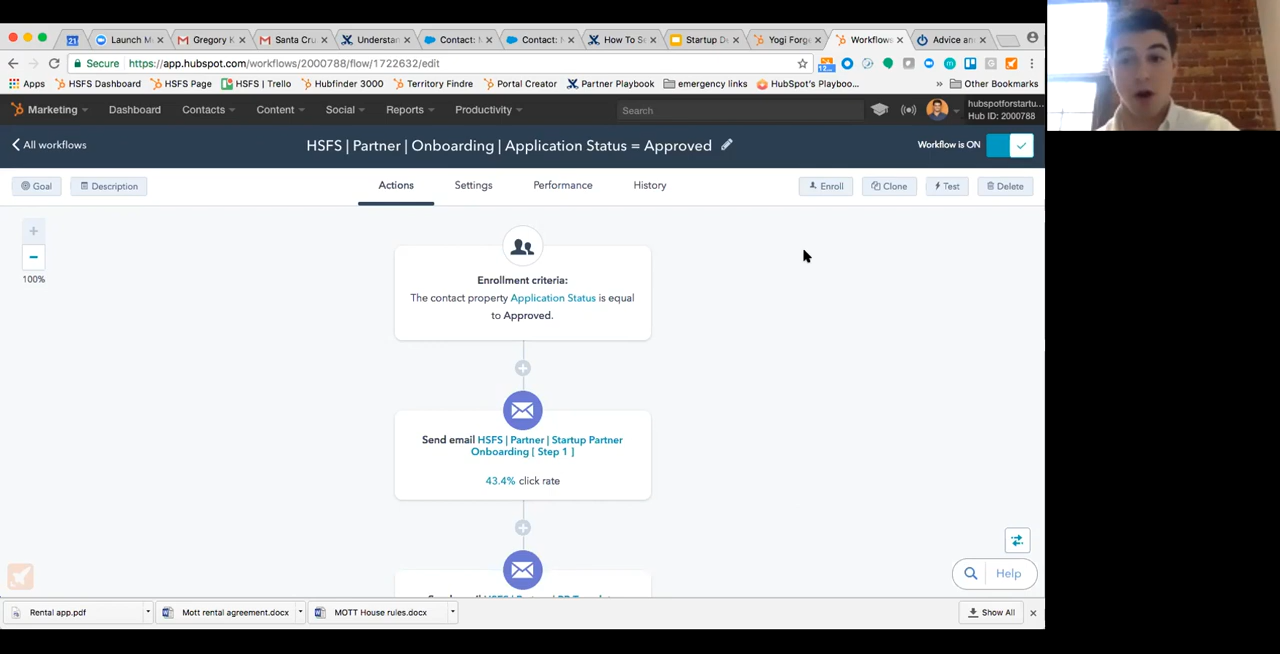 21
Launch M
Gregory K
Santa Cru
Understar
Contact:
Contact:
How To S
Startup D
Yogi Forg
Workflows
Advice an
Secure
https://app.hubspot.com/workflows/2000788/flow/1722632/edit
Apps
HSFS Dashboard
HSFS Page
HSFS | Trello
Hubfinder 3000
Territory Findre
Portal Creator
Partner Playbook
emergency links
HubSpot's Playboo...
»
Other Bookmarks
Marketing
Dashboard
Contacts
Content
Social
Reports
Productivity
Search
hubspotforstartu...
Hub ID: 2000788
All workflows
HSFS | Partner | Onboarding | Application Status = Approved
Workflow is ON
Goal
Description
Actions
Settings
Performance
History
Enroll
Clone
Test
Delete
+
−
100%
Enrollment criteria:
The contact property Application Status is equal
to Approved.
Send email HSFS | Partner | Startup Partner
Onboarding [ Step 1 ]
43.4% click rate
Help
Rental app.pdf
Mott rental agreement.docx
MOTT House rules.docx
Show All